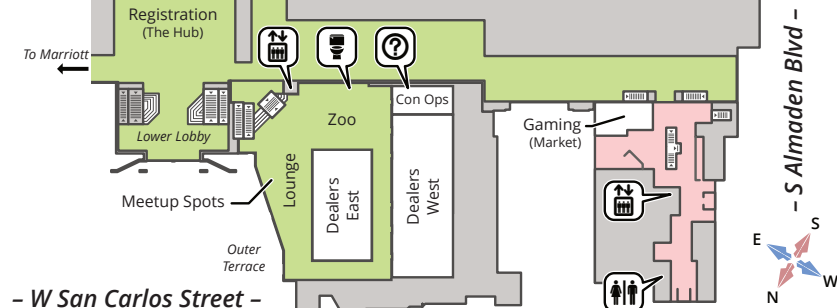 Registration
(The Hub)
To Marriott
?
Con Ops
Zoo
Gaming
(Market)
Lower Lobby
Lounge
Dealers
East
Dealers
West
Meetup Spots
Outer
Terrace
– W San Carlos Street –
– S Almaden Blvd –
S
E
W
N